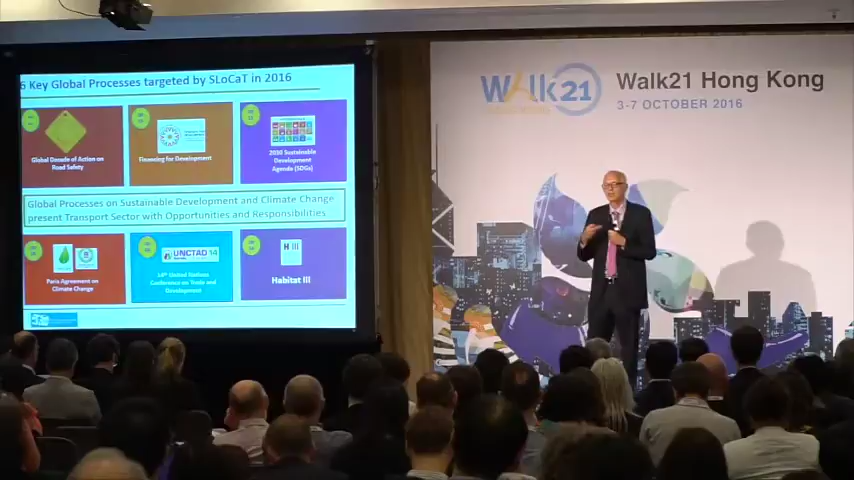 6 Key Global Processes targeted by SLoCaT in 2016
Global Decade of Action on
Road Safety
Financing for Development
2030 Sustainable
Development
Agenda (SDGs)
Global Processes on Sustainable Development and Climate Change
present Transport Sector with Opportunities and Responsibilities
Paris Agreement on
Climate Change
UNCTAD 14
14th United Nations
Conference on Trade and
Development
H III
Habitat III
Walk21
Walk21 Hong Kong
3-7 OCTOBER 2016